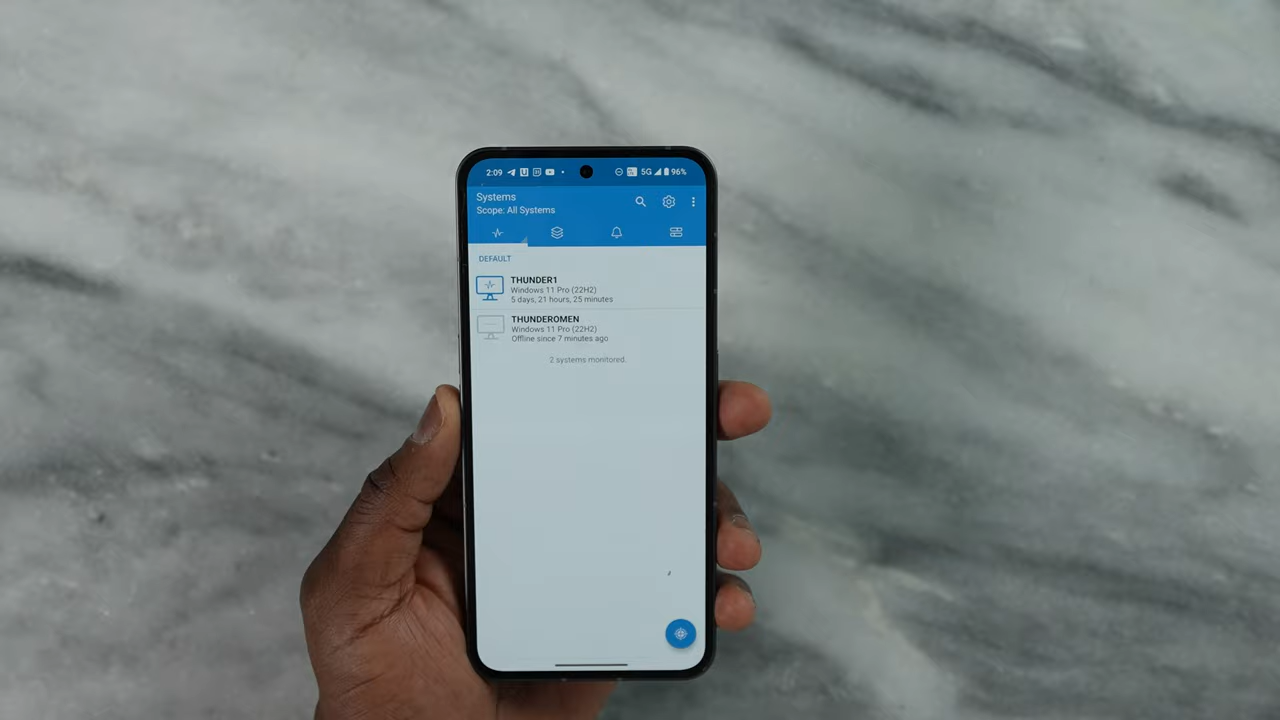 2:09 5G 96%
Systems
Scope: All Systems
DEFAULT
THUNDER1
Windows 11 Pro (22H2)
5 days, 21 hours, 25 minutes
THUNDEROMEN
Windows 11 Pro (22H2)
Offline since 7 minutes ago
2 systems monitored.